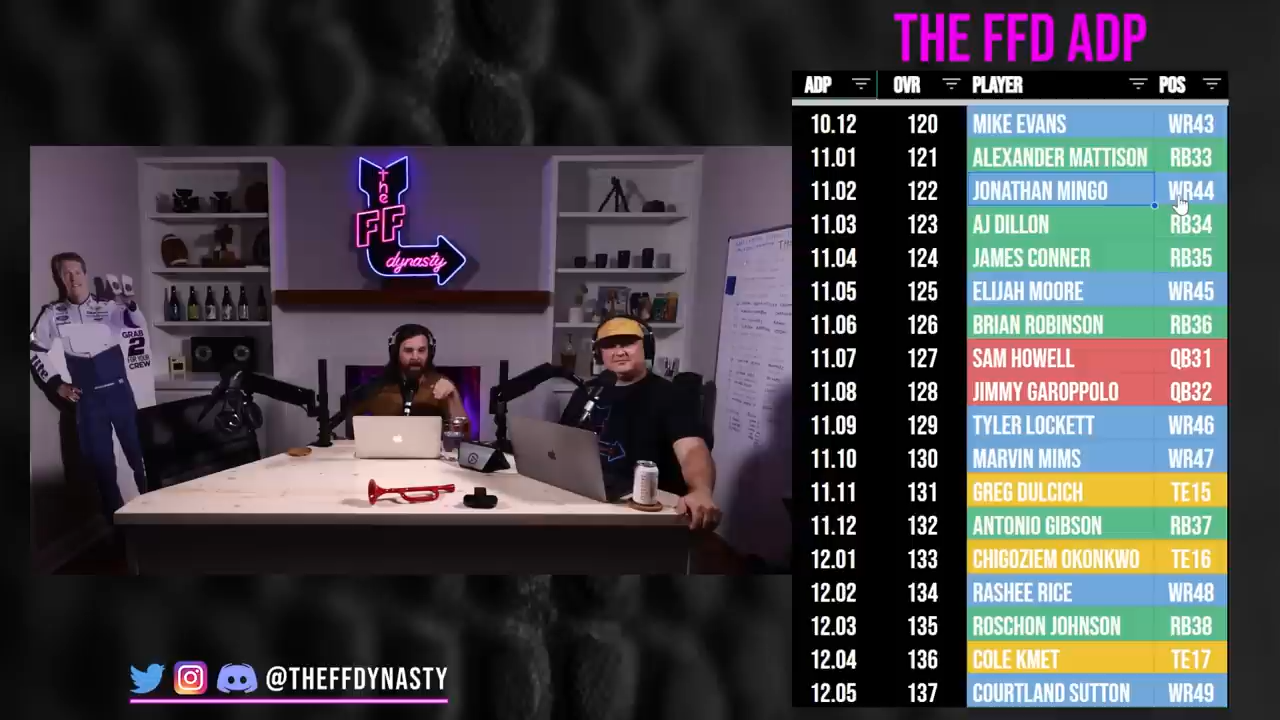 THE FFD ADP
ADP OVR PLAYER POS
10.12 120 MIKE EVANS WR43
11.01 121 ALEXANDER MATTISON RB33
11.02 122 JONATHAN MINGO WR44
11.03 123 AJ DILLON RB34
11.04 124 JAMES CONNER RB35
11.05 125 ELIJAH MOORE WR45
11.06 126 BRIAN ROBINSON RB36
11.07 127 SAM HOWELL QB31
11.08 128 JIMMY GAROPPOLO QB32
11.09 129 TYLER LOCKETT WR46
11.10 130 MARVIN MIMS WR47
11.11 131 GREG DULCICH TE15
11.12 132 ANTONIO GIBSON RB37
12.01 133 CHIGOZIEM OKONKWO TE16
12.02 134 RASHEE RICE WR48
12.03 135 ROSCHON JOHNSON RB38
12.04 136 COLE KMET TE17
12.05 137 COURTLAND SUTTON WR49
The
FF
dynasty
GRAB
2
FOR YOUR
CREW
@THEFFDYNASTY